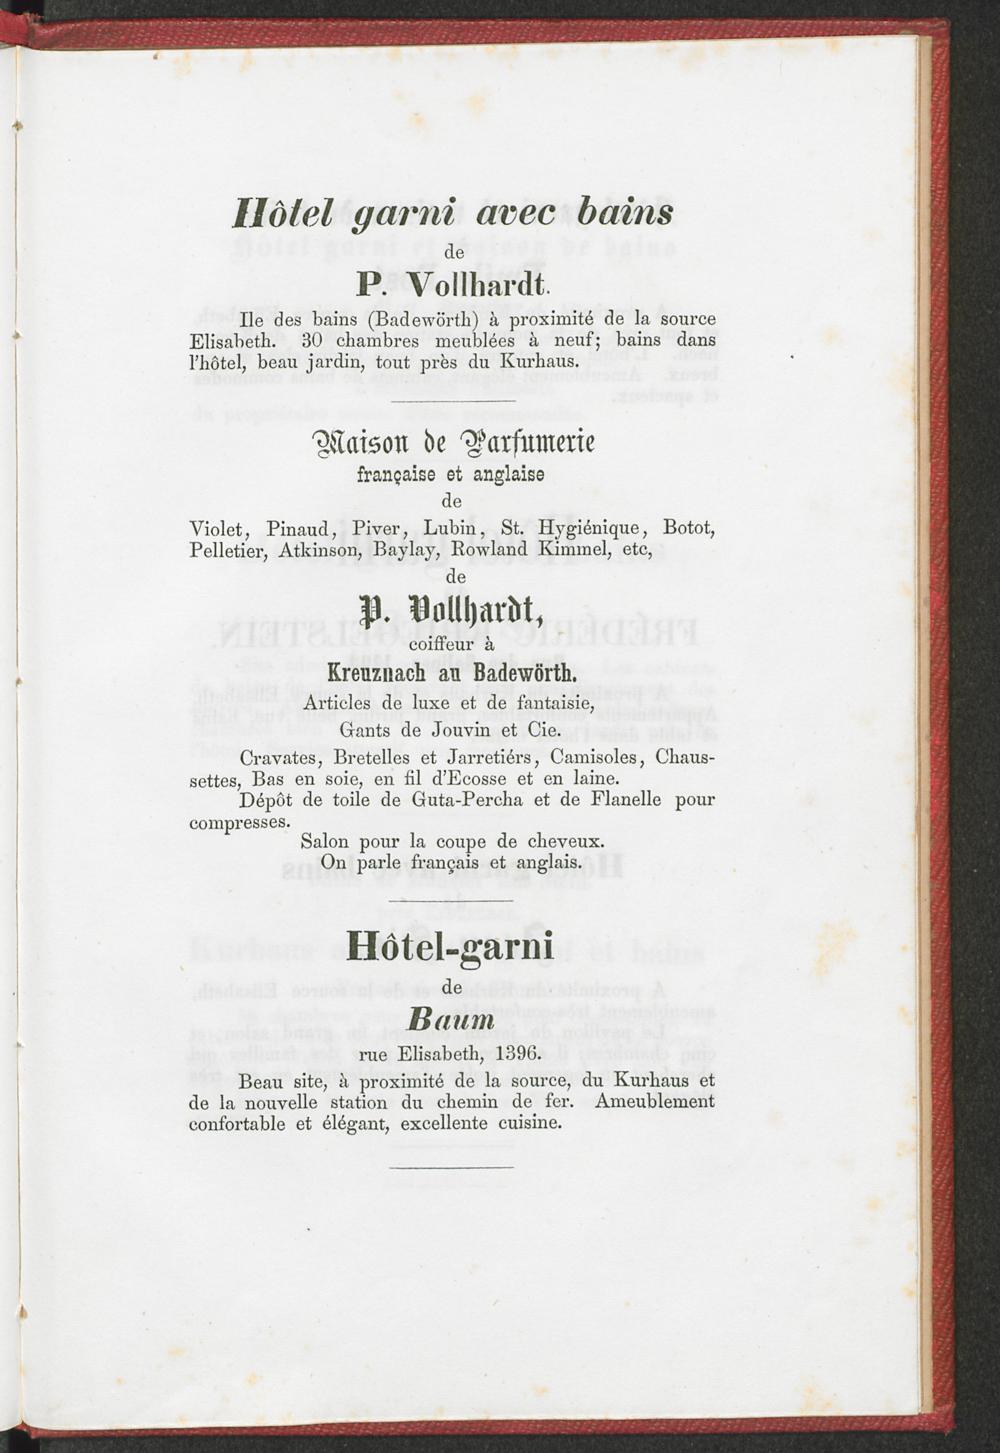 Hôtel garni avec bains
de
P. Vollhardt.
Ile des bains (Badewörth) à proximité de la source
Elisabeth. 30 chambres meublées à neuf; bains dans
l'hôtel, beau jardin, tout près du Kurhaus.
Maison de Parfumerie
française et anglaise
de
Violet, Pinaud, Piver, Lubin, St. Hygiénique, Botot,
Pelletier, Atkinson, Baylay, Rowland Kimmel, etc,
de
P. Vollhardt,
coiffeur à
Kreuznach au Badewörth.
Articles de luxe et de fantaisie,
Gants de Jouvin et Cie.
Cravates, Bretelles et Jarretiérs, Camisoles, Chaus-
settes, Bas en soie, en fil d'Ecosse et en laine.
Dépôt de toile de Guta-Percha et de Flanelle pour
compresses.
Salon pour la coupe de cheveux.
On parle français et anglais.
Hôtel-garni
de
Baum
rue Elisabeth, 1396.
Beau site, à proximité de la source, du Kurhaus et
de la nouvelle station du chemin de fer. Ameublement
confortable et élégant, excellente cuisine.